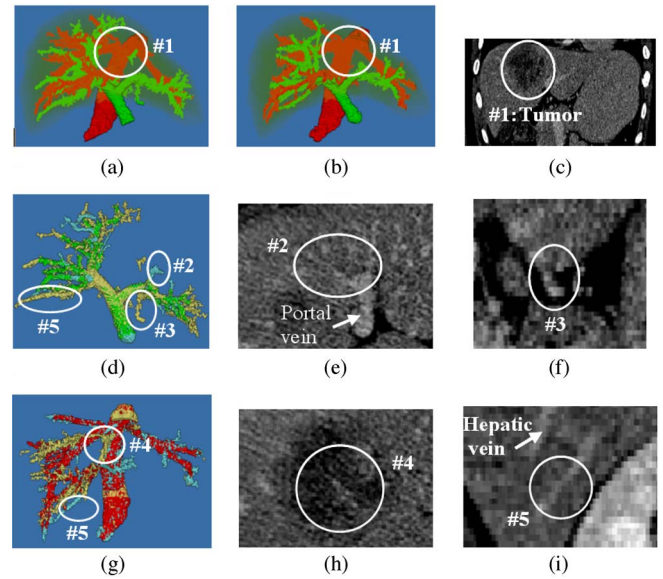 #1
#1
#1:Tumor
(a)
(b)
(c)
#2
#3
#5
#2
Portal
vein
#3
(d)
(e)
(f)
#4
#5
#4
Hepatic
vein
#5
(g)
(h)
(i)